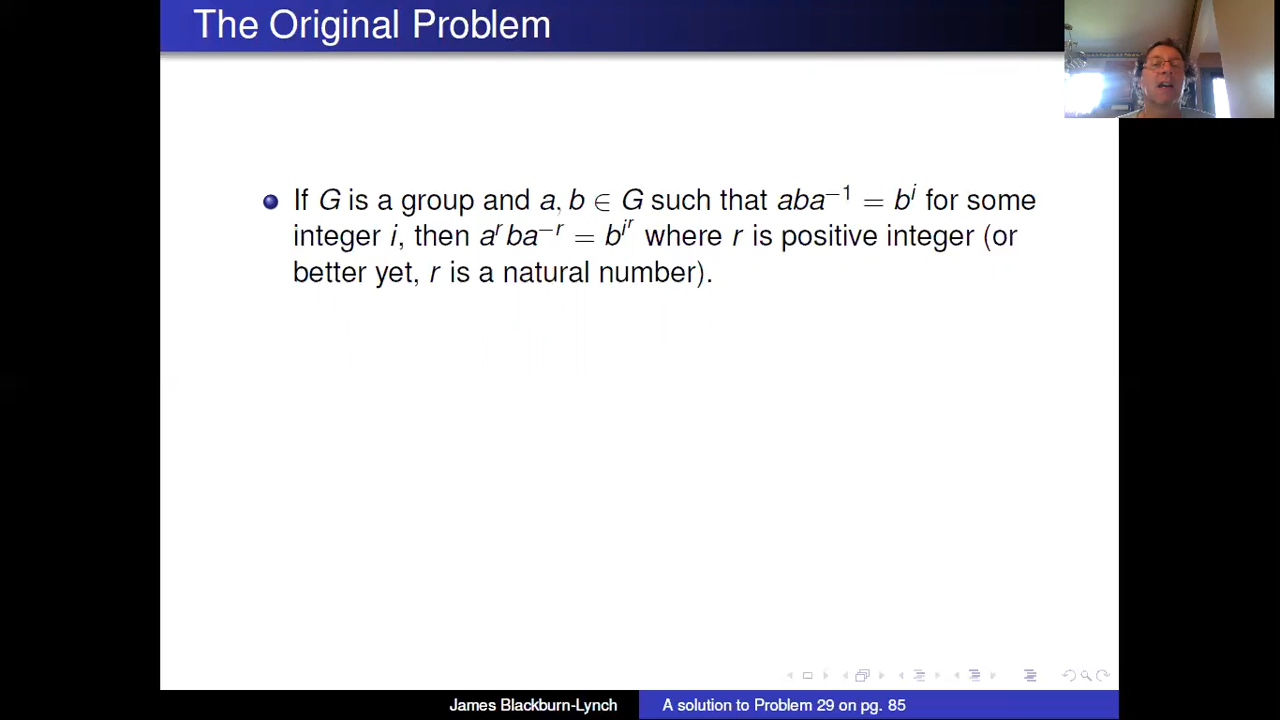 The Original Problem
If G is a group and a, b ∈ G such that aba⁻¹ = bⁱ for some
integer i, then aʳba⁻ʳ = b^{iʳ} where r is positive integer (or
better yet, r is a natural number).
James Blackburn-Lynch
A solution to Problem 29 on pg. 85